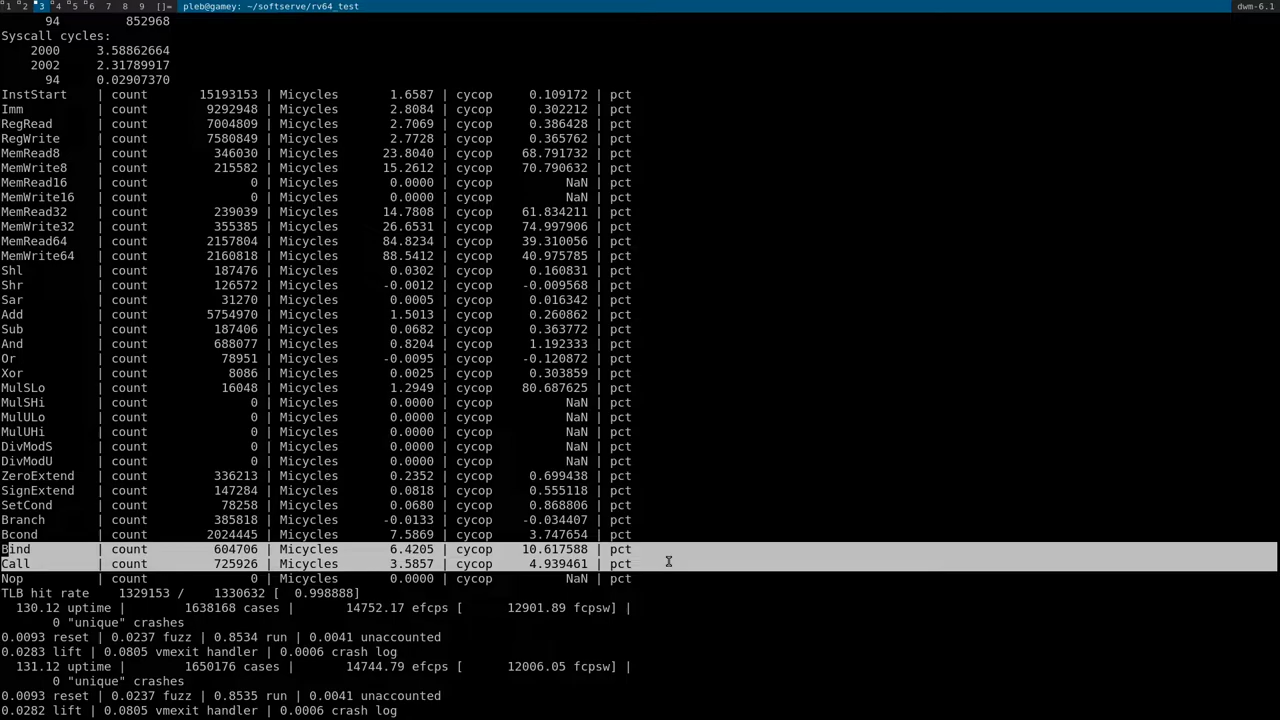 1 2 3 4 5 6 7 8 9 []= pleb@gamey: ~/softserve/rv64_test dwm-6.1
94 852968
Syscall cycles:
2000 3.58862664
2002 2.31789917
94 0.02907370
InstStart | count 15193153 | Micycles 1.6587 | cycop 0.109172 | pct
Imm | count 9292948 | Micycles 2.8084 | cycop 0.302212 | pct
RegRead | count 7004809 | Micycles 2.7069 | cycop 0.386428 | pct
RegWrite | count 7580849 | Micycles 2.7728 | cycop 0.365762 | pct
MemRead8 | count 346030 | Micycles 23.8040 | cycop 68.791732 | pct
MemWrite8 | count 215582 | Micycles 15.2612 | cycop 70.790632 | pct
MemRead16 | count 0 | Micycles 0.0000 | cycop NaN | pct
MemWrite16 | count 0 | Micycles 0.0000 | cycop NaN | pct
MemRead32 | count 239039 | Micycles 14.7808 | cycop 61.834211 | pct
MemWrite32 | count 355385 | Micycles 26.6531 | cycop 74.997906 | pct
MemRead64 | count 2157804 | Micycles 84.8234 | cycop 39.310056 | pct
MemWrite64 | count 2160818 | Micycles 88.5412 | cycop 40.975785 | pct
Shl | count 187476 | Micycles 0.0302 | cycop 0.160831 | pct
Shr | count 126572 | Micycles -0.0012 | cycop -0.009568 | pct
Sar | count 31270 | Micycles 0.0005 | cycop 0.016342 | pct
Add | count 5754970 | Micycles 1.5013 | cycop 0.260862 | pct
Sub | count 187406 | Micycles 0.0682 | cycop 0.363772 | pct
And | count 688077 | Micycles 0.8204 | cycop 1.192333 | pct
Or | count 78951 | Micycles -0.0095 | cycop -0.120872 | pct
Xor | count 8086 | Micycles 0.0025 | cycop 0.303859 | pct
MulSLo | count 16048 | Micycles 1.2949 | cycop 80.687625 | pct
MulSHi | count 0 | Micycles 0.0000 | cycop NaN | pct
MulULo | count 0 | Micycles 0.0000 | cycop NaN | pct
MulUHi | count 0 | Micycles 0.0000 | cycop NaN | pct
DivModS | count 0 | Micycles 0.0000 | cycop NaN | pct
DivModU | count 0 | Micycles 0.0000 | cycop NaN | pct
ZeroExtend | count 336213 | Micycles 0.2352 | cycop 0.699438 | pct
SignExtend | count 147284 | Micycles 0.0818 | cycop 0.555118 | pct
SetCond | count 78258 | Micycles 0.0680 | cycop 0.868806 | pct
Branch | count 385818 | Micycles -0.0133 | cycop -0.034407 | pct
Bcond | count 2024445 | Micycles 7.5869 | cycop 3.747654 | pct
Bind | count 604706 | Micycles 6.4205 | cycop 10.617588 | pct
Call | count 725926 | Micycles 3.5857 | cycop 4.939461 | pct
Nop | count 0 | Micycles 0.0000 | cycop NaN | pct
TLB hit rate 1329153 / 1330632 [ 0.998888]
130.12 uptime | 1638168 cases | 14752.17 efcps [ 12901.89 fcpsw] |
0 "unique" crashes
0.0093 reset | 0.0237 fuzz | 0.8534 run | 0.0041 unaccounted
0.0283 lift | 0.0805 vmexit handler | 0.0006 crash log
131.12 uptime | 1650176 cases | 14744.79 efcps [ 12006.05 fcpsw] |
0 "unique" crashes
0.0093 reset | 0.0237 fuzz | 0.8535 run | 0.0041 unaccounted
0.0282 lift | 0.0805 vmexit handler | 0.0006 crash log